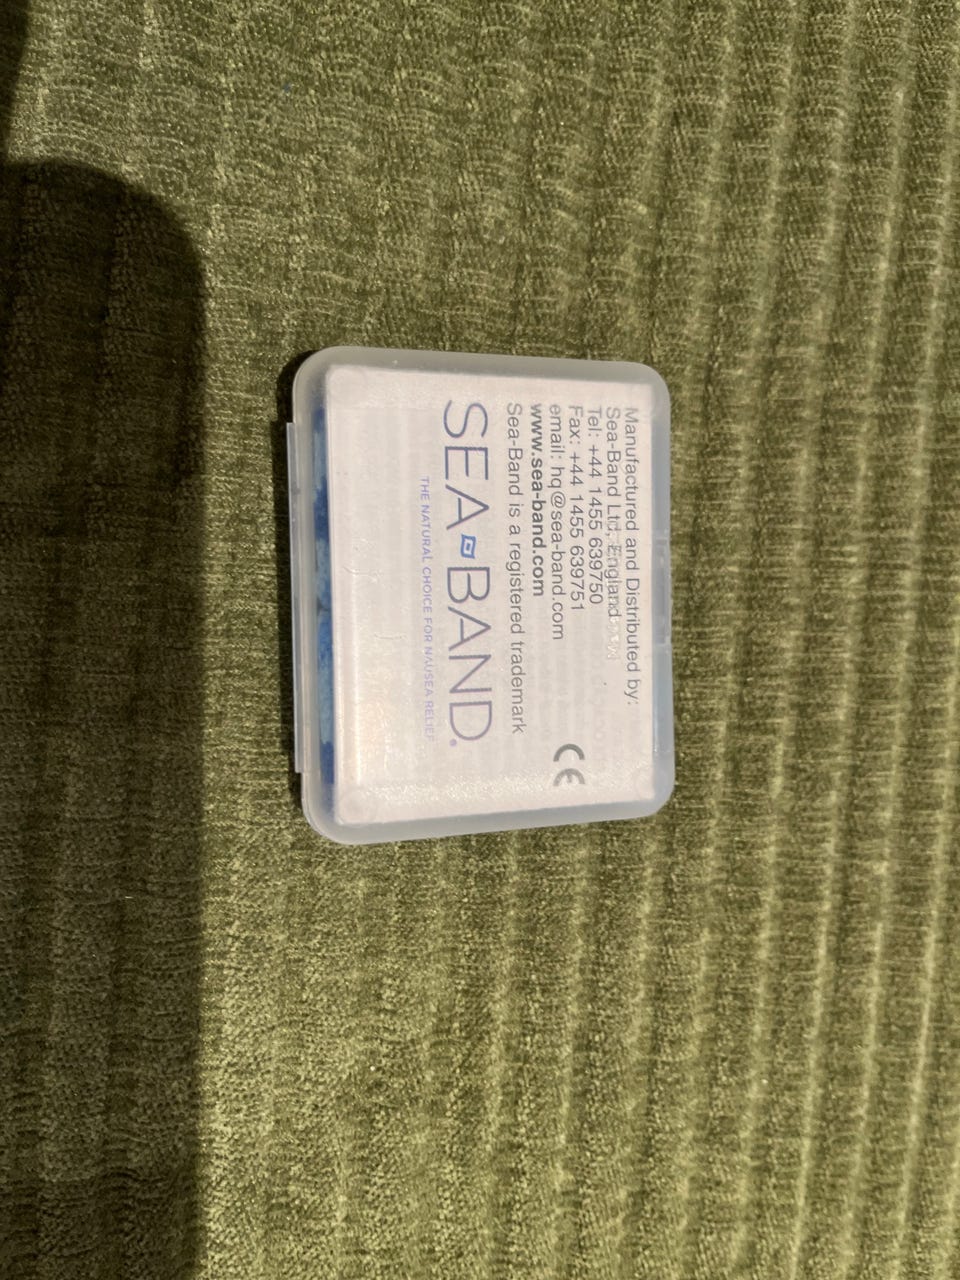 Manufactured and Distributed by:
Sea-Band Ltd, England
Tel: +44 1455 639750
Fax: +44 1455 639751
email: hq@sea-band.com
www.sea-band.com
Sea-Band is a registered trademark
CE
SEA BAND.
THE NATURAL CHOICE FOR NAUSEA RELIEF